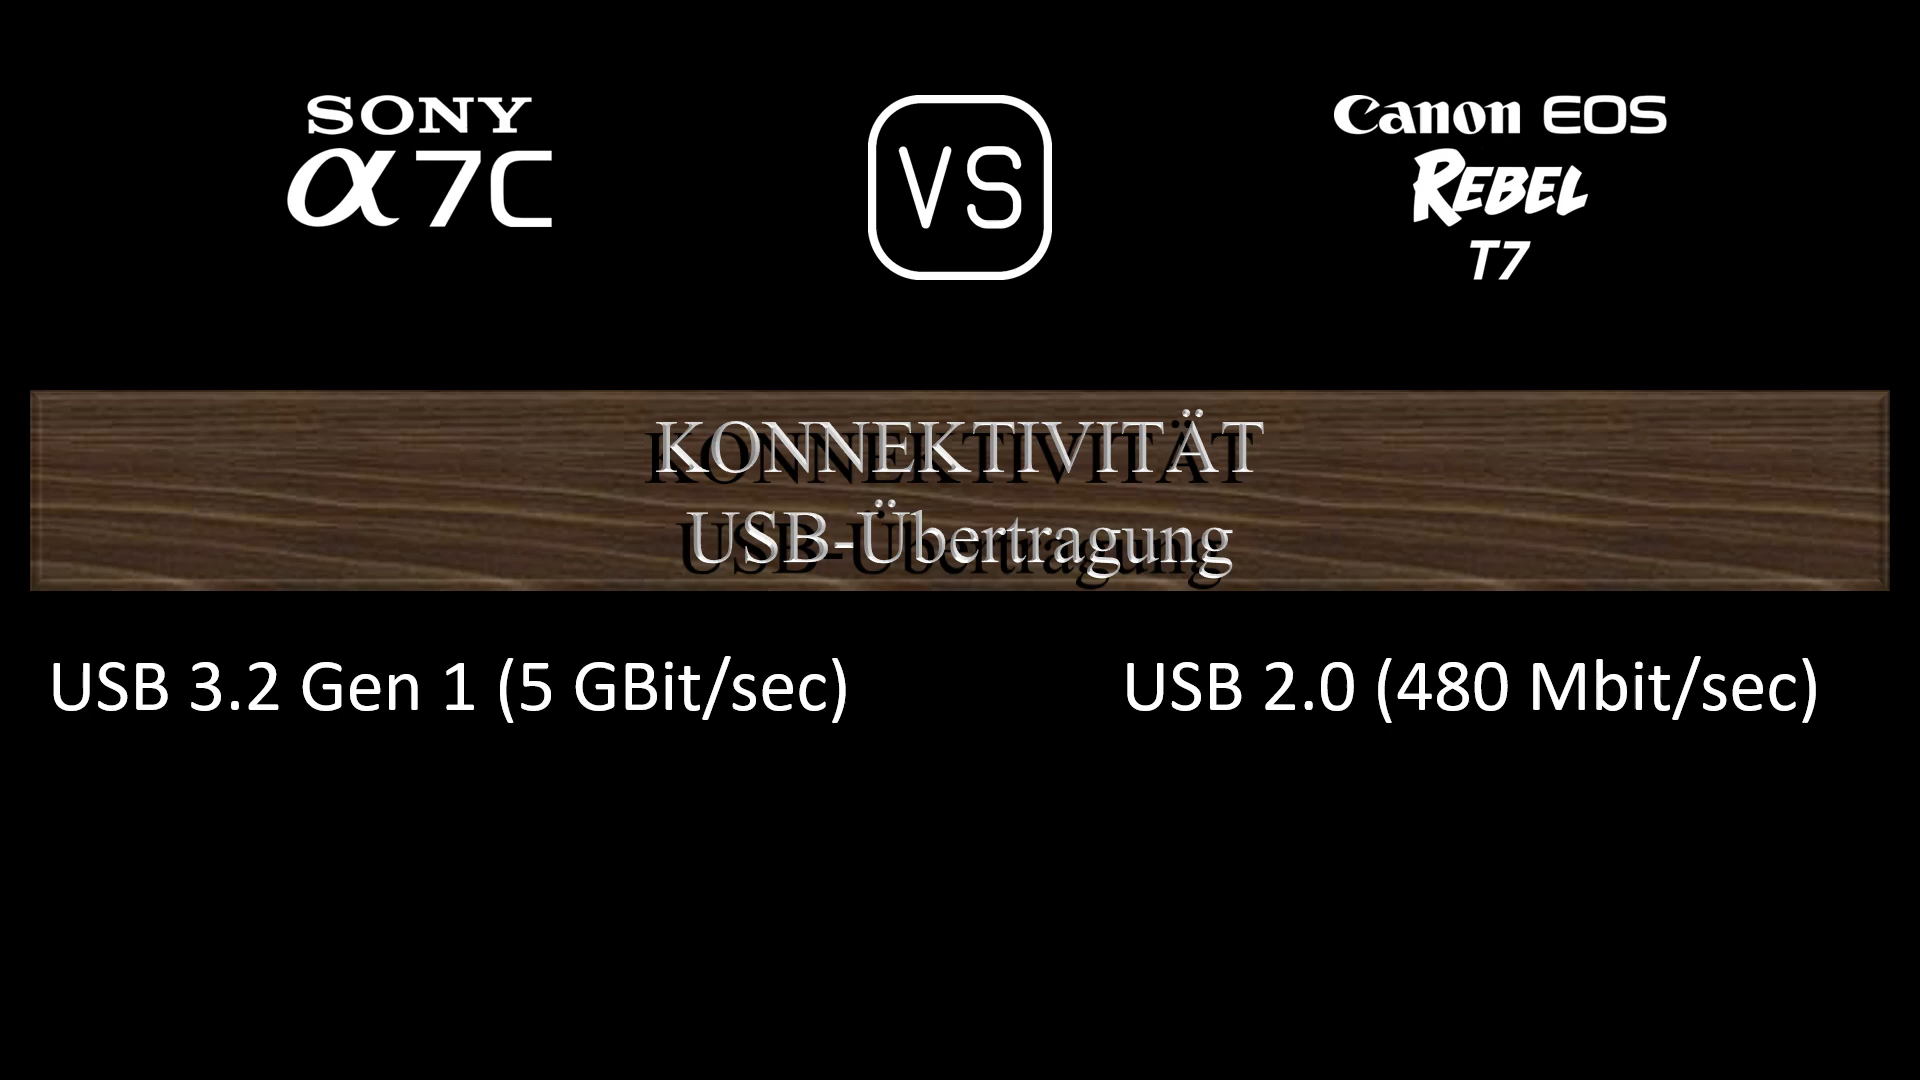 SONY
α7C
VS
Canon EOS
REBEL
T7
KONNEKTIVITÄT
USB-Übertragung
USB 3.2 Gen 1 (5 GBit/sec)
USB 2.0 (480 Mbit/sec)